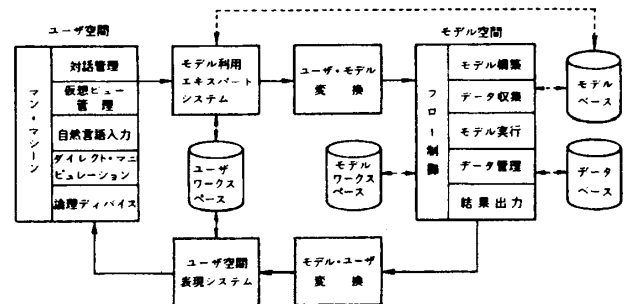 ユーザ空間
モデル空間
マン・マシーン
対話管理
仮想ビュー
管理
自然言語入力
ダイレクト・マニ
ピュレーション
論理ディバイス
モデル利用
エキスパート
システム
ユーザ・モデル
変換
フロー制御
モデル構築
データ収集
モデル実行
データ管理
結果出力
モデル
ベース
ユーザ
ワークス
ペース
モデル
ワークス
ペース
データ
ベース
ユーザ空間
表現システム
モデル・ユーザ
変換